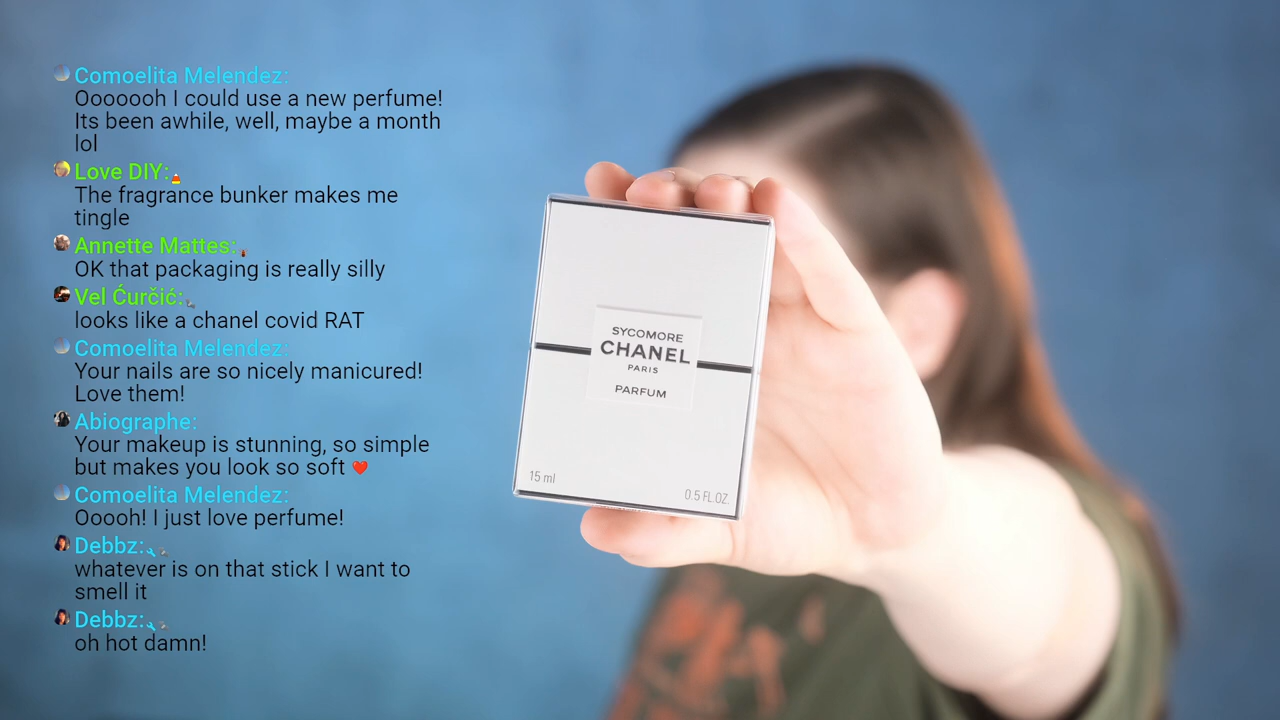 Comoelita Melendez:
Ooooooh I could use a new perfume!
Its been awhile, well, maybe a month
lol
Love DIY:
The fragrance bunker makes me
tingle
Annette Mattes:
OK that packaging is really silly
Vel Ćurčić:
looks like a chanel covid RAT
Comoelita Melendez:
Your nails are so nicely manicured!
Love them!
Abiographe:
Your makeup is stunning, so simple
but makes you look so soft ❤️
Comoelita Melendez:
Ooooh! I just love perfume!
Debbz:
whatever is on that stick I want to
smell it
Debbz:
oh hot damn!
SYCOMORE
CHANEL
PARIS
PARFUM
15 ml
0.5 FL.OZ.